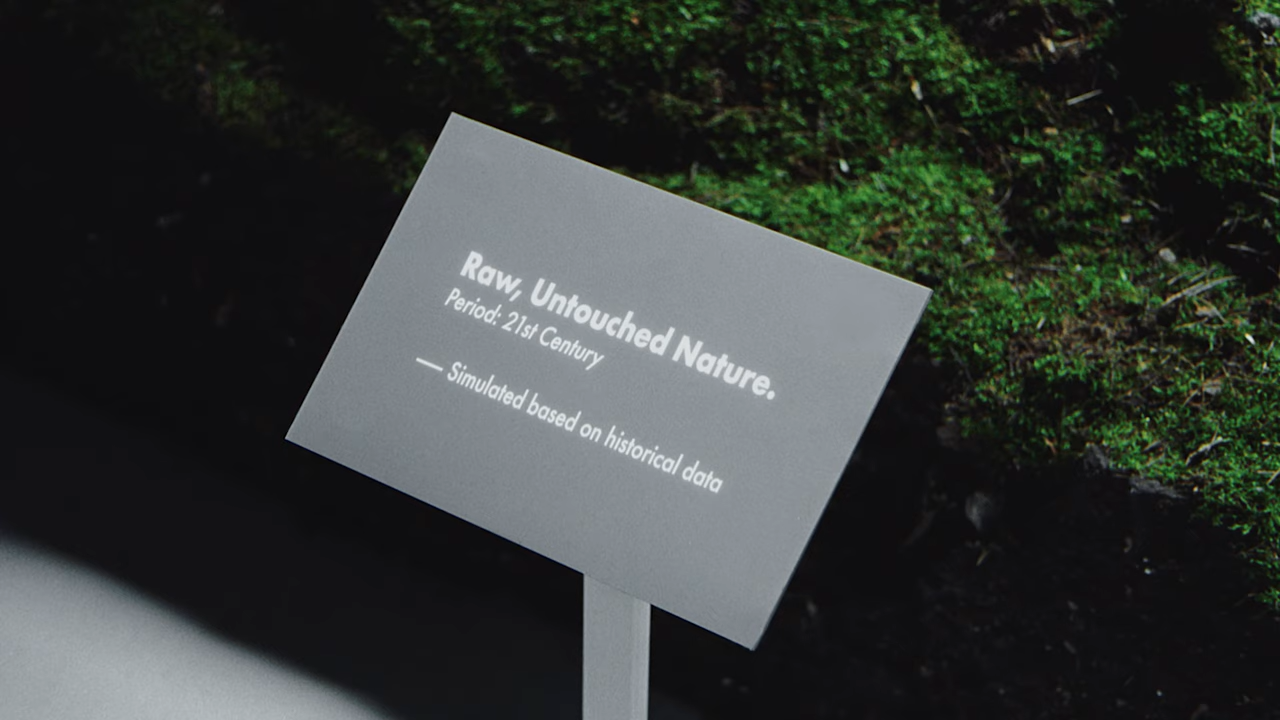 Raw, Untouched Nature.
Period: 21st Century
— Simulated based on historical data